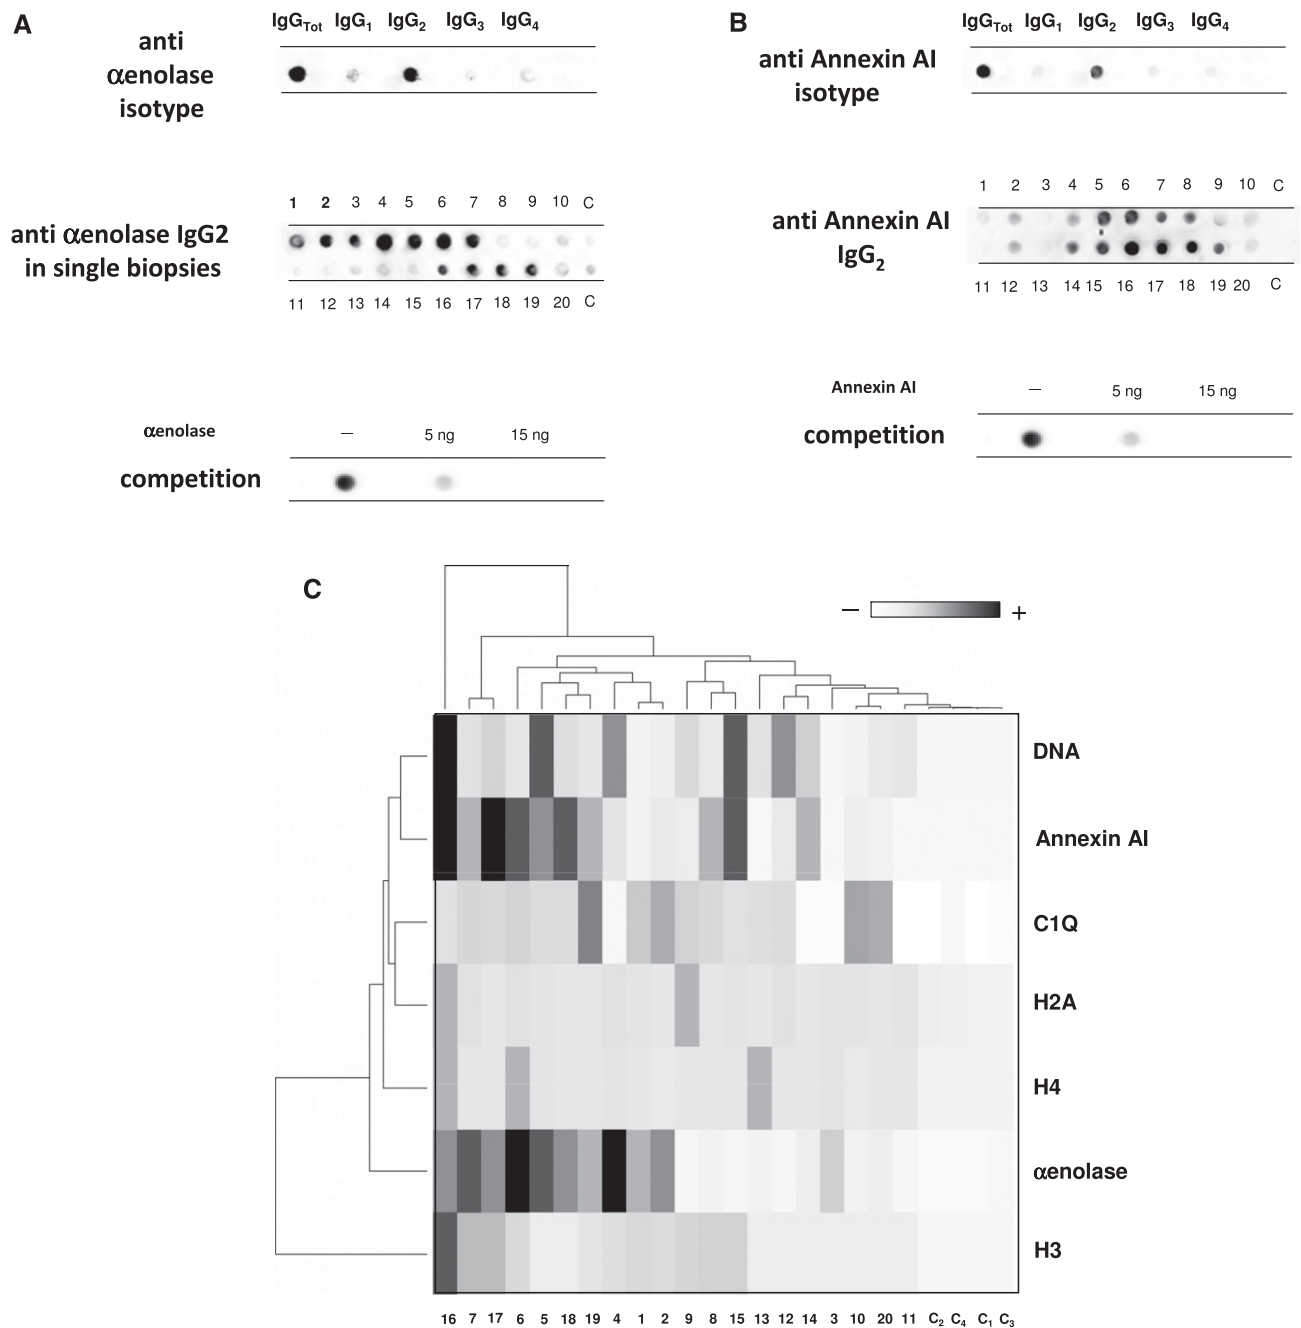 A
IgGTot IgG1 IgG2 IgG3 IgG4
anti
αenolase
isotype
1 2 3 4 5 6 7 8 9 10 C
anti αenolase IgG2
in single biopsies
11 12 13 14 15 16 17 18 19 20 C
αenolase – 5 ng 15 ng
competition
B
IgGTot IgG1 IgG2 IgG3 IgG4
anti Annexin AI
isotype
1 2 3 4 5 6 7 8 9 10 C
anti Annexin AI
IgG2
11 12 13 14 15 16 17 18 19 20 C
Annexin AI – 5 ng 15 ng
competition
C
– +
DNA
Annexin AI
C1Q
H2A
H4
αenolase
H3
16 7 17 6 5 18 19 4 1 2 9 8 15 13 12 14 3 10 20 11 C2 C4 C1 C3